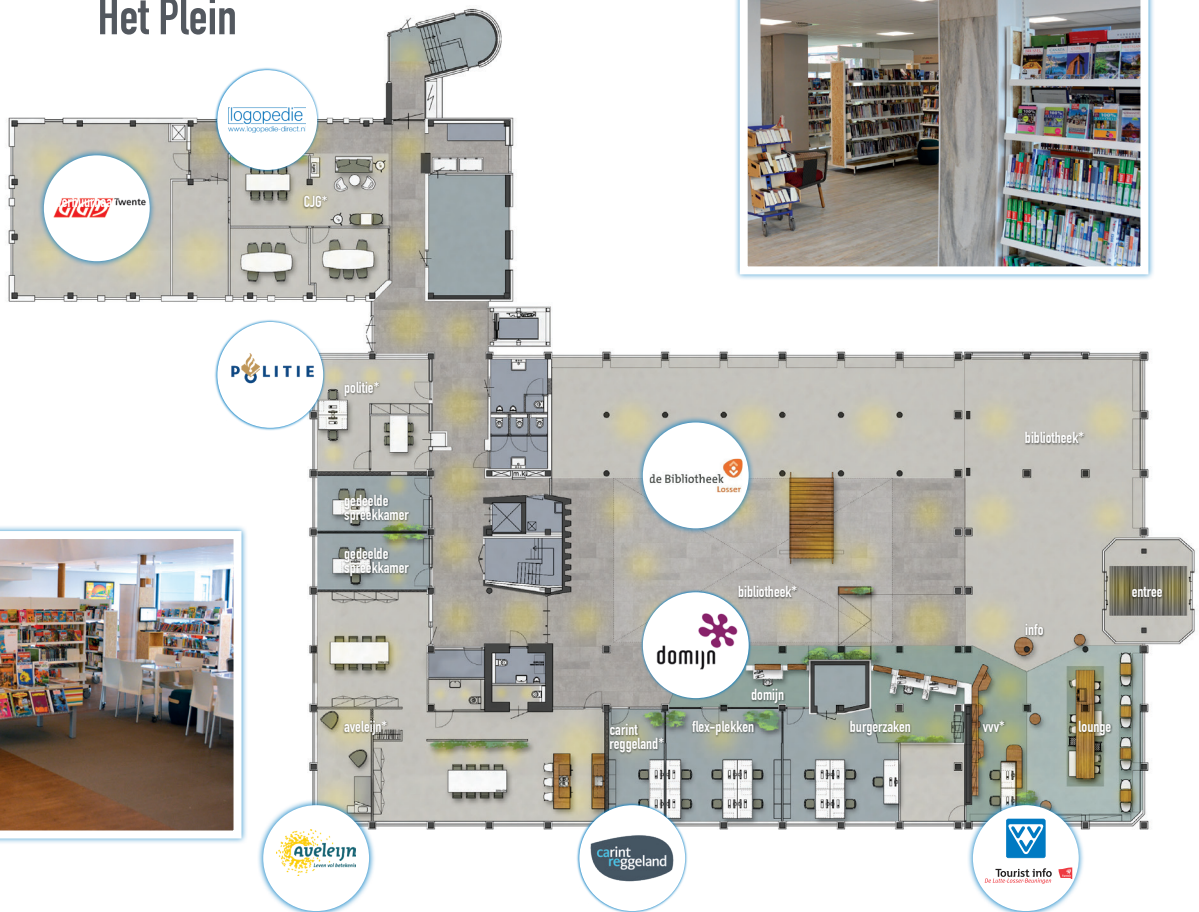 Het Plein
logopedie
www.logopedie-direct.n
Twente
CJG*
POLITIE
politie*
gedeelde
spreekkamer
gedeelde
spreekkamer
m.k.
bibliotheek*
de Bibliotheek
Losser
bibliotheek*
entree
info
domijn
domijn
aveleijn*
carint
reggeland*
flex-plekken
burgerzaken
vvv*
lounge
aveleijn
Leven vol betekenis
carint
reggeland
VVV
Tourist info
De Lutte-Losser-Beuningen